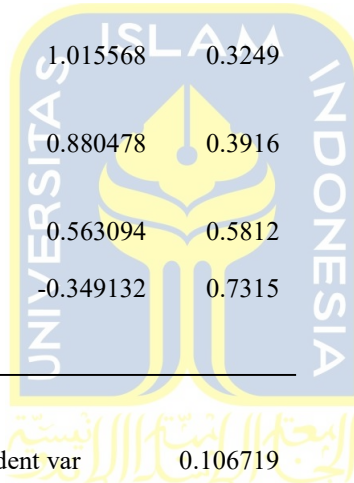 ISLAM
1.015568 0.3249
0.880478 0.3916
0.563094 0.5812
-0.349132 0.7315
UNIVERSITAS
INDONESIA
dent var 0.106719